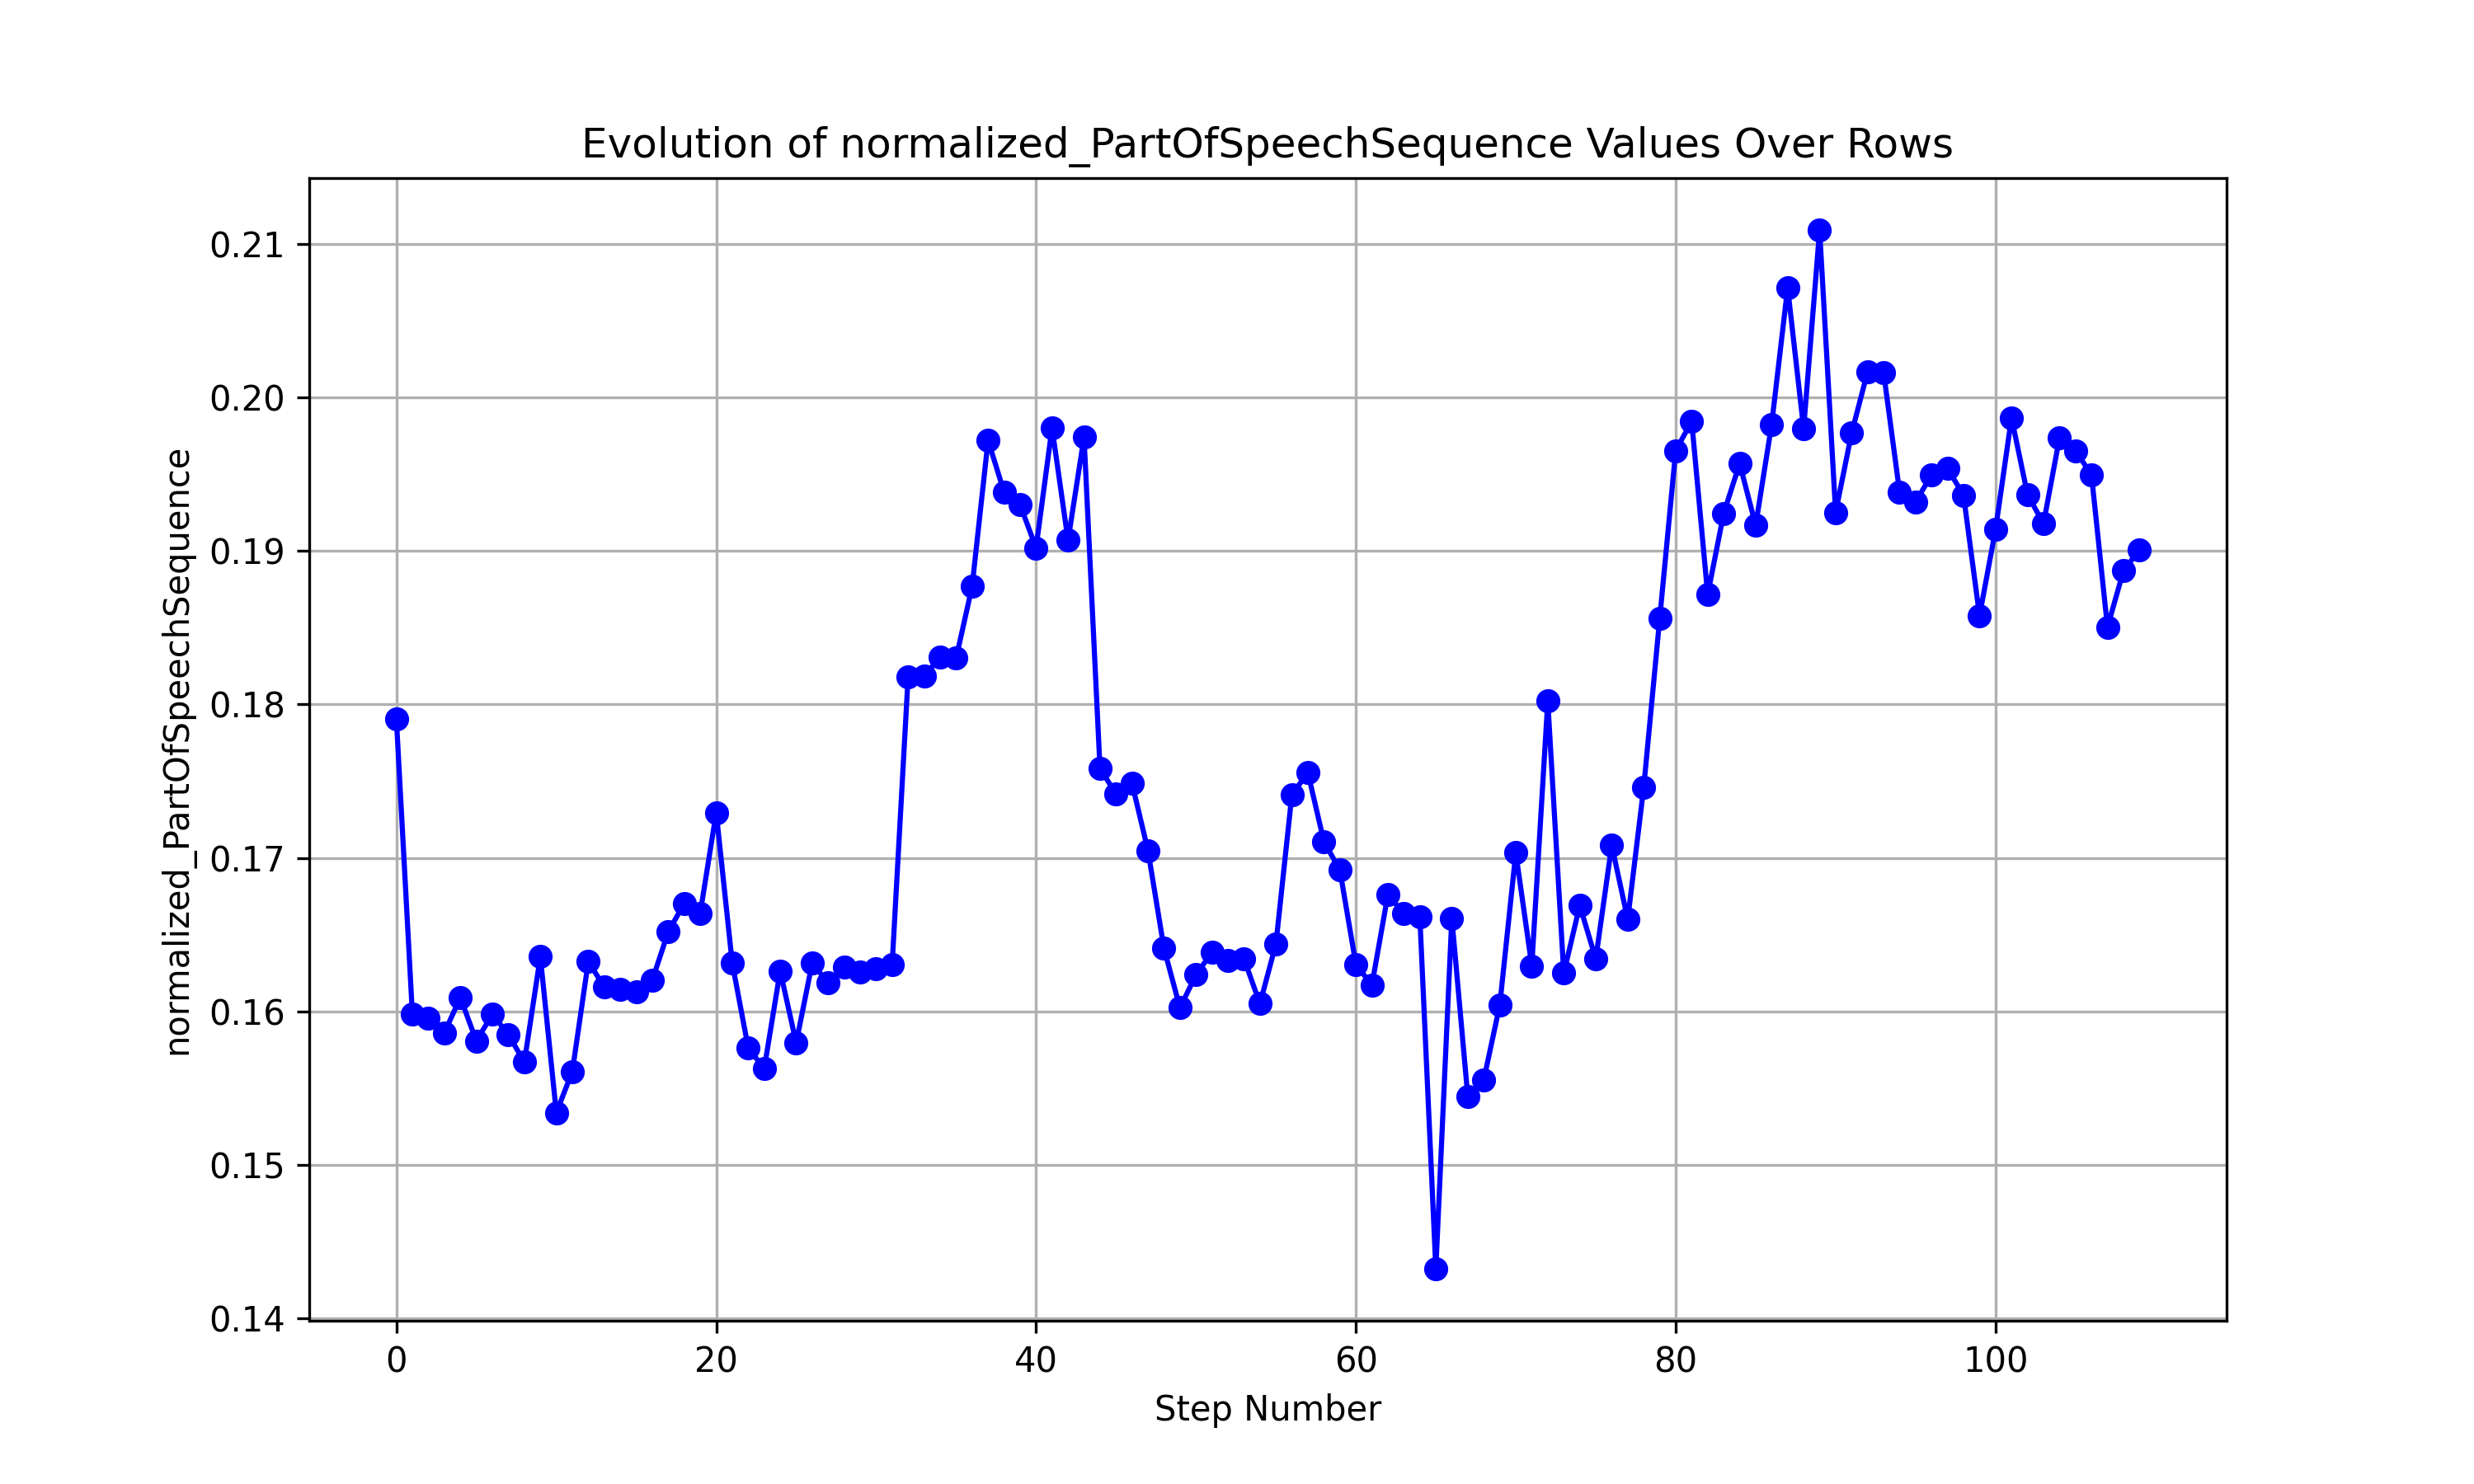 Evolution of normalized_PartOfSpeechSequence Values Over Rows
normalized_PartOfSpeechSequence
0.21
0.20
0.19
0.18
0.17
0.16
0.15
0.14
0 20 40 60 80 100
Step Number